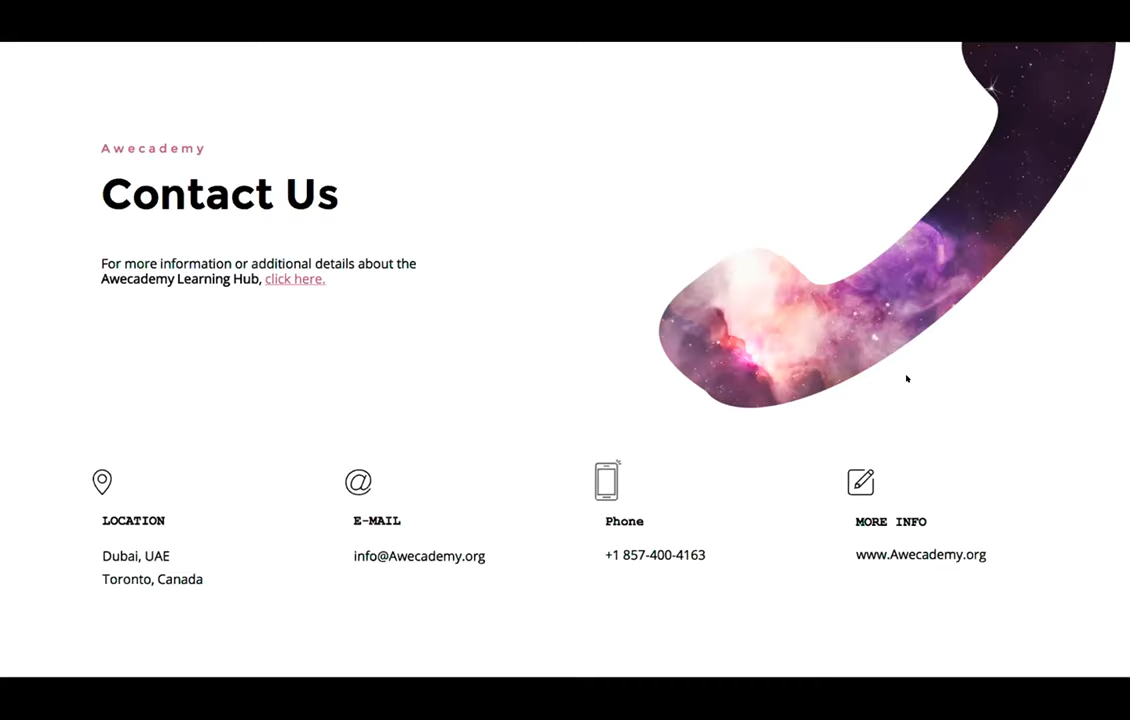 Awecademy
Contact Us
For more information or additional details about the
Awecademy Learning Hub, click here.
LOCATION
Dubai, UAE
Toronto, Canada
E-MAIL
info@Awecademy.org
Phone
+1 857-400-4163
MORE INFO
www.Awecademy.org